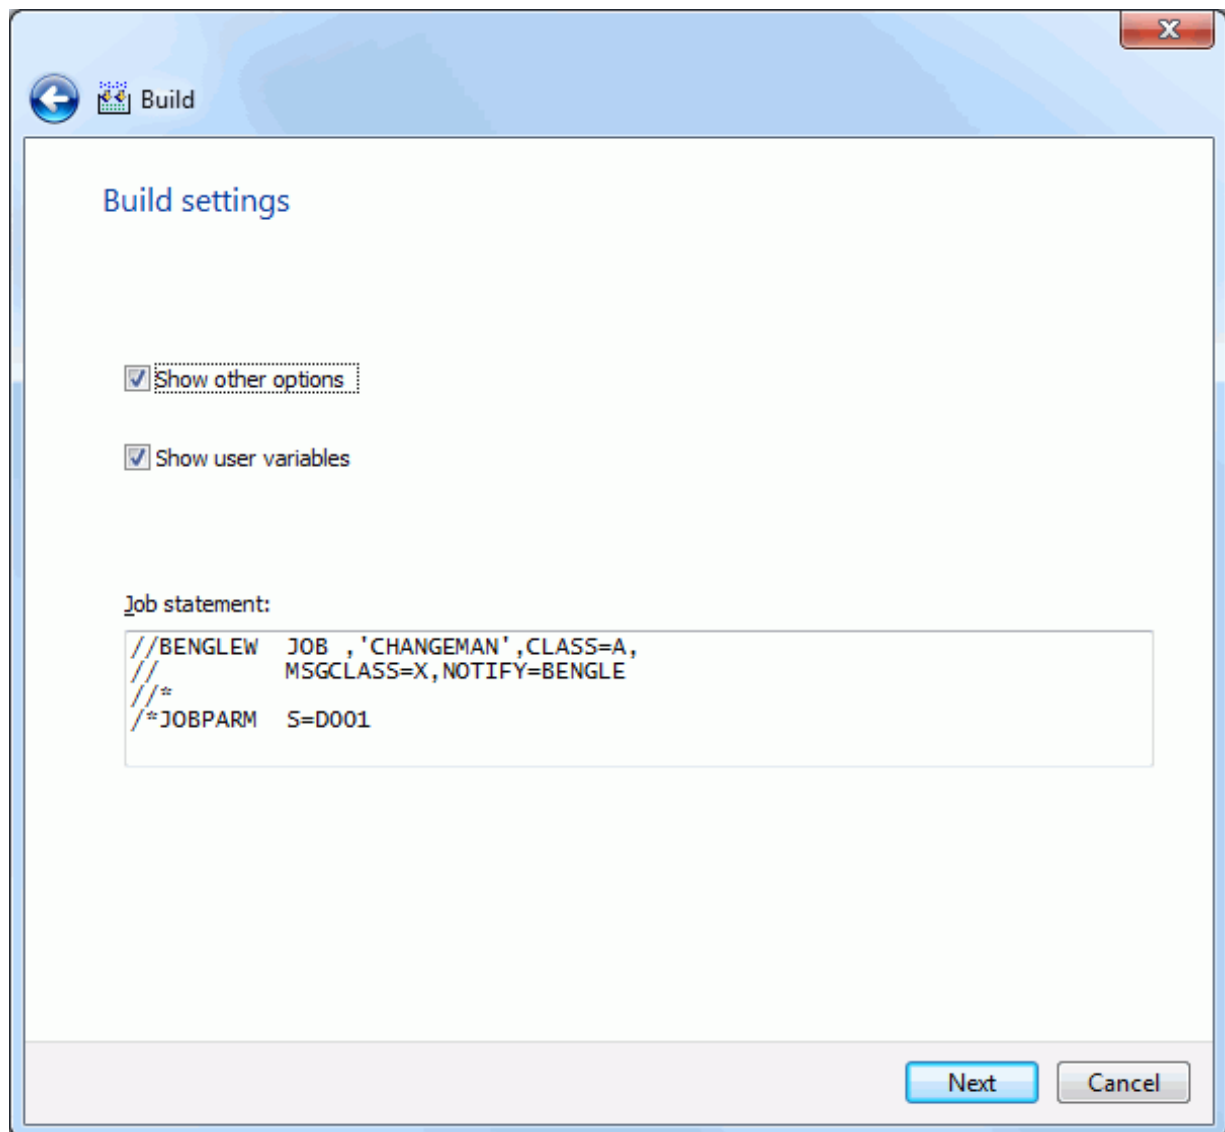 Build
Build settings
Show other options
Show user variables
Job statement:
//BENGLEW  JOB ,'CHANGEMAN',CLASS=A,
//         MSGCLASS=X,NOTIFY=BENGLE
//*
/*JOBPARM  S=D001
Next
Cancel